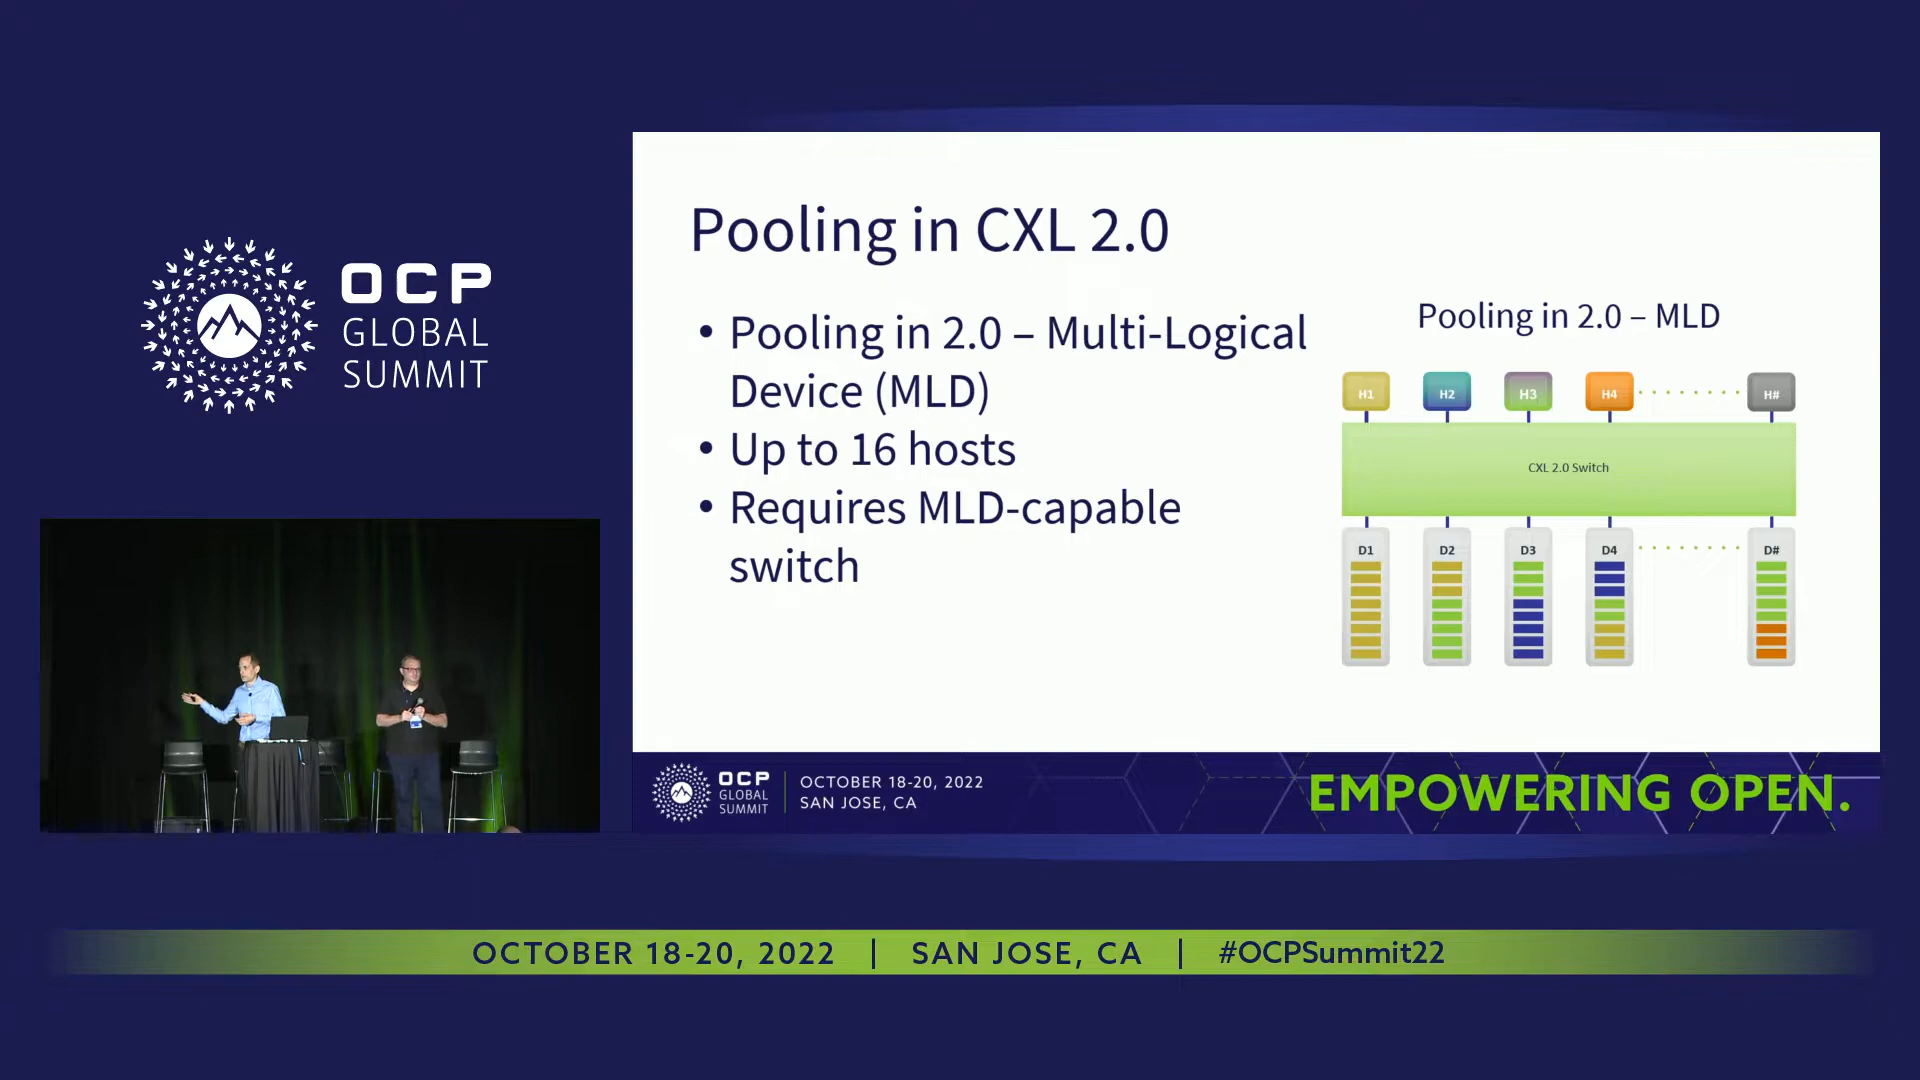 OCP
GLOBAL
SUMMIT
Pooling in CXL 2.0
• Pooling in 2.0 – Multi-Logical
Device (MLD)
• Up to 16 hosts
• Requires MLD-capable
switch
Pooling in 2.0 – MLD
H1 H2 H3 H4 H#
CXL 2.0 Switch
D1 D2 D3 D4 D#
OCP
GLOBAL
SUMMIT
OCTOBER 18-20, 2022
SAN JOSE, CA
EMPOWERING OPEN.
OCTOBER 18-20, 2022 | SAN JOSE, CA | #OCPSummit22